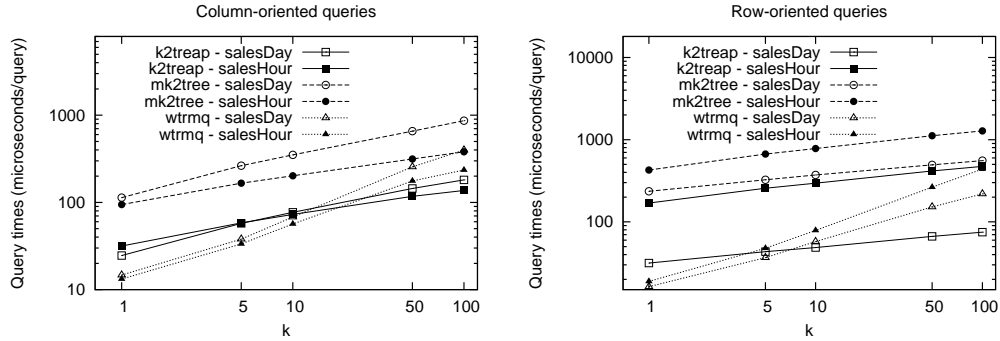 Column-oriented queries
Query times (microseconds/query)
1000
100
10
k2treap - salesDay
k2treap - salesHour
mk2tree - salesDay
mk2tree - salesHour
wtrmq - salesDay
wtrmq - salesHour
1 5 10 50 100
k
Row-oriented queries
Query times (microseconds/query)
10000
1000
100
k2treap - salesDay
k2treap - salesHour
mk2tree - salesDay
mk2tree - salesHour
wtrmq - salesDay
wtrmq - salesHour
1 5 10 50 100
k